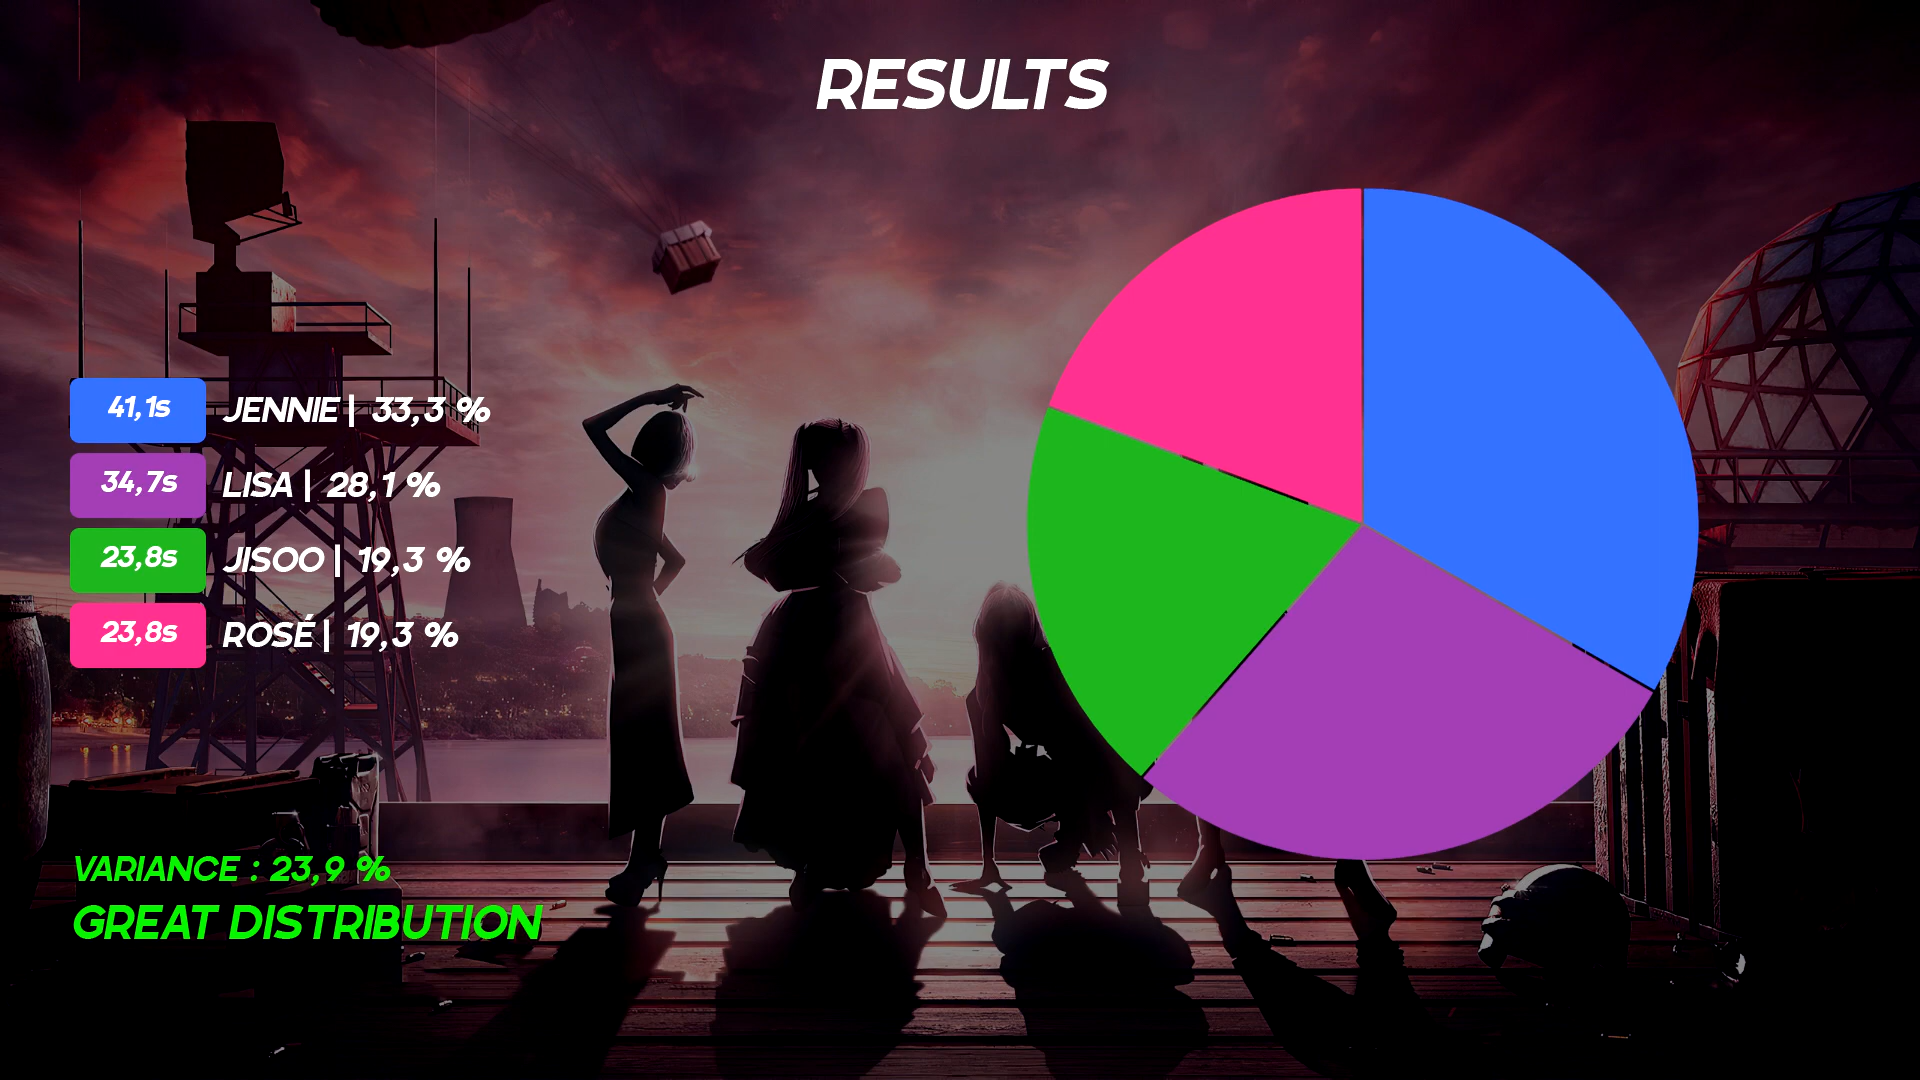 RESULTS
41,1s JENNIE | 33,3 %
34,7s LISA | 28,1 %
23,8s JISOO | 19,3 %
23,8s ROSÉ | 19,3 %
VARIANCE : 23,9 %
GREAT DISTRIBUTION